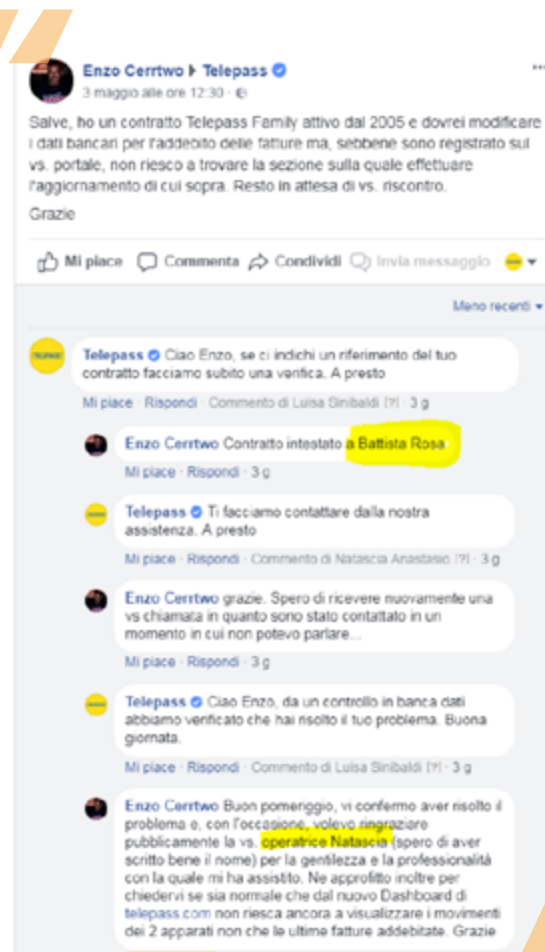 Enzo Cerrtwo ▸ Telepass
3 maggio alle ore 12:30 ·
Salve, ho un contratto Telepass Family attivo dal 2005 e dovrei modificare
i dati bancari per l'addebito delle fatture ma, sebbene sono registrato sul
vs. portale, non riesco a trovare la sezione sulla quale effettuare
l'aggiornamento di cui sopra. Resto in attesa di vs. riscontro.
Grazie
Mi piace Commenta Condividi Invia messaggio
Meno recenti
Telepass Ciao Enzo, se ci indichi un riferimento del tuo
contratto facciamo subito una verifica. A presto
Mi piace · Rispondi · Commento di Luisa Sinibaldi [?] · 3 g
Enzo Cerrtwo Contratto intestato a Battista Rosa
Mi piace · Rispondi · 3 g
Telepass Ti facciamo contattare dalla nostra
assistenza. A presto
Mi piace · Rispondi · Commento di Natascia Anastasio [?] · 3 g
Enzo Cerrtwo grazie. Spero di ricevere nuovamente una
vs chiamata in quanto sono stato contattato in un
momento in cui non potevo parlare...
Mi piace · Rispondi · 3 g
Telepass Ciao Enzo, da un controllo in banca dati
abbiamo verificato che hai risolto il tuo problema. Buona
giornata.
Mi piace · Rispondi · Commento di Luisa Sinibaldi [?] · 3 g
Enzo Cerrtwo Buon pomeriggio, vi confermo aver risolto il
problema e, con l'occasione, volevo ringraziare
pubblicamente la vs. operatrice Natascia (spero di aver
scritto bene il nome) per la gentilezza e la professionalità
con la quale mi ha assistito. Ne approfitto inoltre per
chiedervi se sia normale che dal nuovo Dashboard di
telepass.com non riesca ancora a visualizzare i movimenti
dei 2 apparati non che le ultime fatture addebitate. Grazie